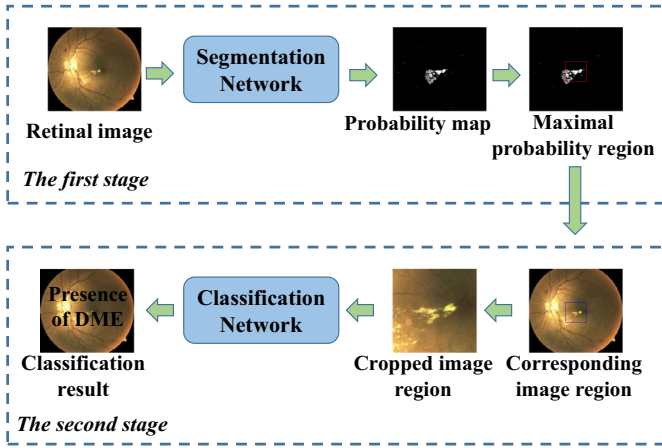 Segmentation
Network
Retinal image
Probability map
Maximal
probability region
The first stage
Presence
of DME
Classification
Network
Classification
result
Cropped image
region
Corresponding
image region
The second stage